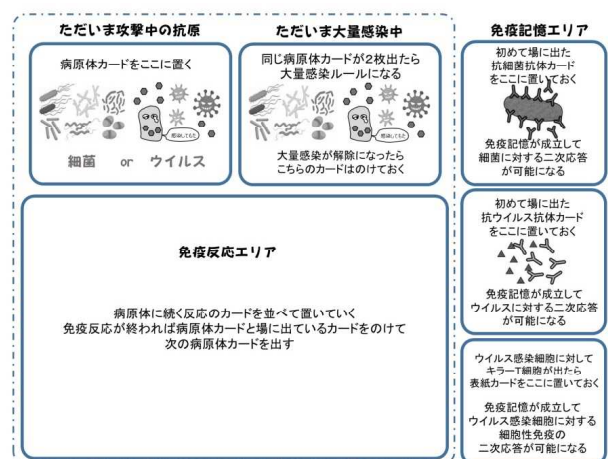 ただいま攻撃中の抗原
病原体カードをここに置く
感染してるぞ
細菌 or ウイルス
ただいま大量感染中
同じ病原体カードが2枚出たら
大量感染ルールになる
感染してるぞ
大量感染が解除になったら
こちらのカードはのけておく
免疫記憶エリア
初めて場に出た
抗細菌抗体カード
をここに置いておく
免疫記憶が成立して
細菌に対する二次応答
が可能になる
初めて場に出た
抗ウイルス抗体カード
をここに置いておく
免疫記憶が成立して
ウイルスに対する二次応答
が可能になる
ウイルス感染細胞に対して
キラーT細胞が出たら
表紙カードをここに置いておく
免疫記憶が成立して
ウイルス感染細胞に対する
細胞性免疫の
二次応答が可能になる
免疫反応エリア
病原体に続く反応のカードを並べて置いていく
免疫反応が終われば病原体カードと場に出ているカードをのけて
次の病原体カードを出す